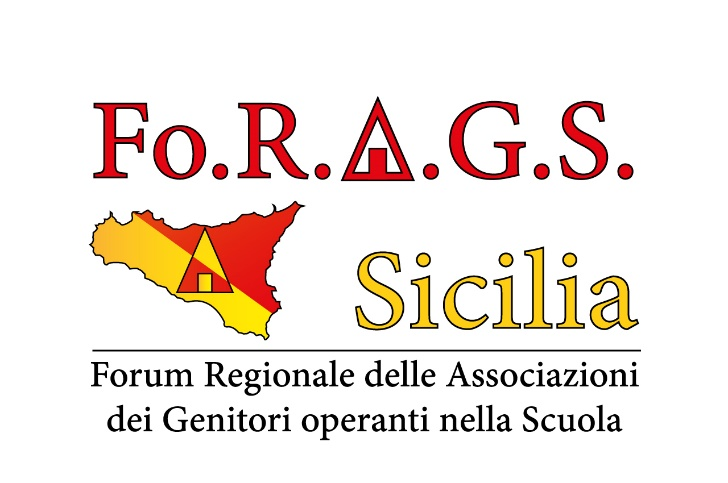 Fo.R.A.G.S.
Sicilia
Forum Regionale delle Associazioni
dei Genitori operanti nella Scuola